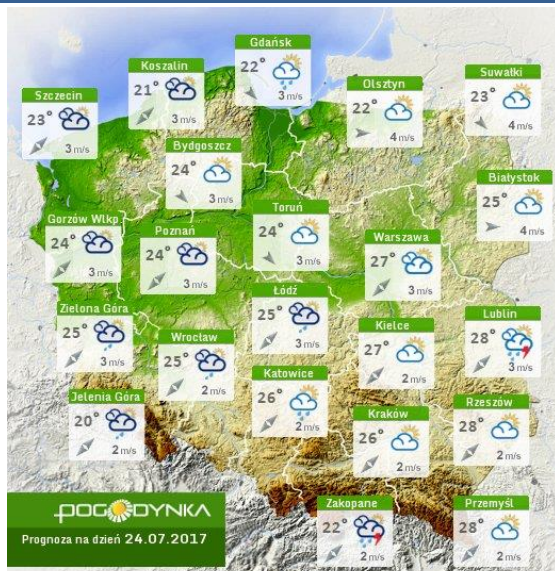 Gdańsk
22°
3 m/s
Koszalin
21°
3 m/s
Suwałki
23°
4 m/s
Olsztyn
22°
4 m/s
Szczecin
23°
3 m/s
Bydgoszcz
24°
3 m/s
Białystok
25°
4 m/s
Toruń
24°
3 m/s
Gorzów Wlkp
24°
3 m/s
Poznań
24°
3 m/s
Warszawa
27°
3 m/s
Łódź
25°
3 m/s
Zielona Góra
25°
3 m/s
Lublin
28°
3 m/s
Kielce
27°
2 m/s
Wrocław
25°
2 m/s
Katowice
26°
2 m/s
Jelenia Góra
20°
2 m/s
Rzeszów
28°
2 m/s
Kraków
26°
2 m/s
Zakopane
22°
2 m/s
Przemyśl
28°
2 m/s
POGODYNKA
Prognoza na dzień 24.07.2017